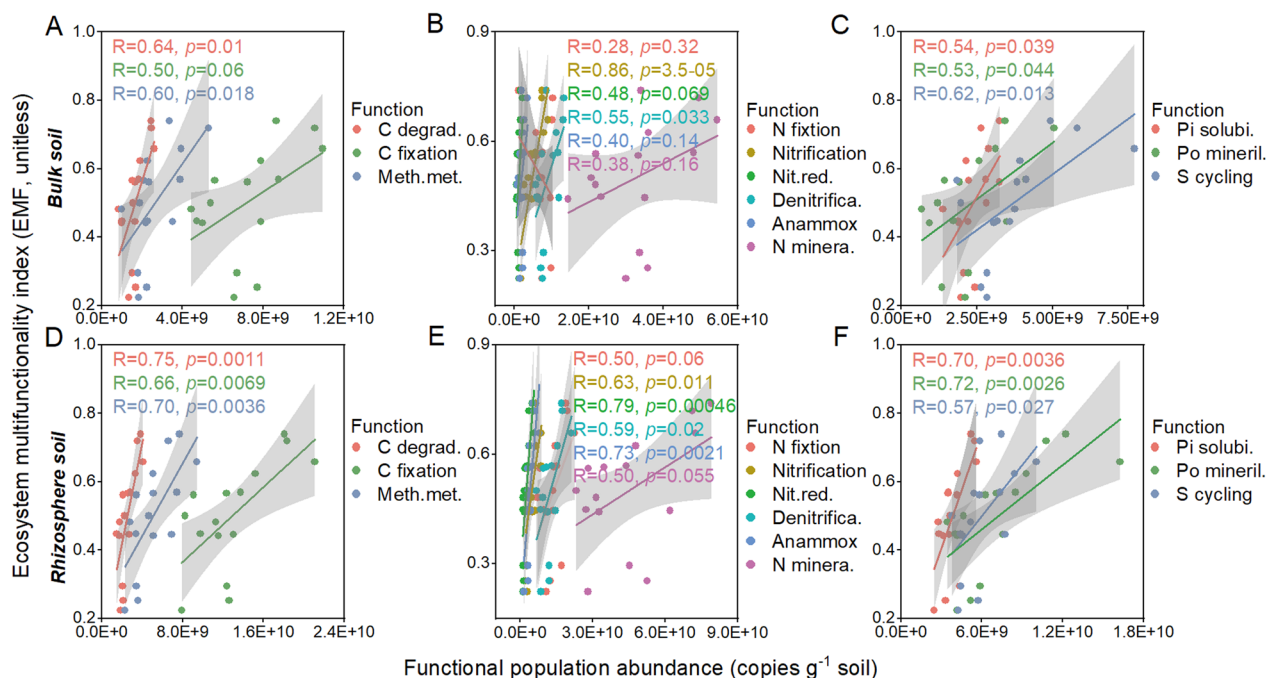 A
B
C
1.0
0.8
0.6
0.4
0.2
R=0.64, p=0.01
R=0.50, p=0.06
R=0.60, p=0.018
Function
C degrad.
C fixation
Meth.met.
0.0E+0 4.0E+9 8.0E+9 1.2E+10
0.9
0.6
0.3
R=0.28, p=0.32
R=0.86, p=3.5-05
R=0.48, p=0.069
R=0.55, p=0.033
R=0.40, p=0.14
R=0.38, p=0.16
Function
N fixtion
Nitrification
Nit.red.
Denitrifica.
Anammox
N minera.
0.0E+0 2.0E+10 4.0E+10 6.0E+10
1.0
0.8
0.6
0.4
0.2
R=0.54, p=0.039
R=0.53, p=0.044
R=0.62, p=0.013
Function
Pi solubi.
Po mineril.
S cycling
0.00E+0 2.50E+9 5.00E+9 7.50E+9
D
E
F
1.0
0.8
0.6
0.4
0.2
R=0.75, p=0.0011
R=0.66, p=0.0069
R=0.70, p=0.0036
Function
C degrad.
C fixation
Meth.met.
0.0E+0 8.0E+9 1.6E+10 2.4E+10
0.9
0.6
0.3
R=0.50, p=0.06
R=0.63, p=0.011
R=0.79, p=0.00046
R=0.59, p=0.02
R=0.73, p=0.0021
R=0.50, p=0.055
Function
N fixtion
Nitrification
Nit.red.
Denitrifica.
Anammox
N minera.
0.0E+0 3.0E+10 6.0E+10 9.0E+10
1.0
0.8
0.6
0.4
0.2
R=0.70, p=0.0036
R=0.72, p=0.0026
R=0.57, p=0.027
Function
Pi solubi.
Po mineril.
S cycling
0.0E+0 6.0E+9 1.2E+10 1.8E+10
Ecosystem multifunctionality index (EMF, unitless)
Bulk soil
Rhizosphere soil
Functional population abundance (copies g⁻¹ soil)